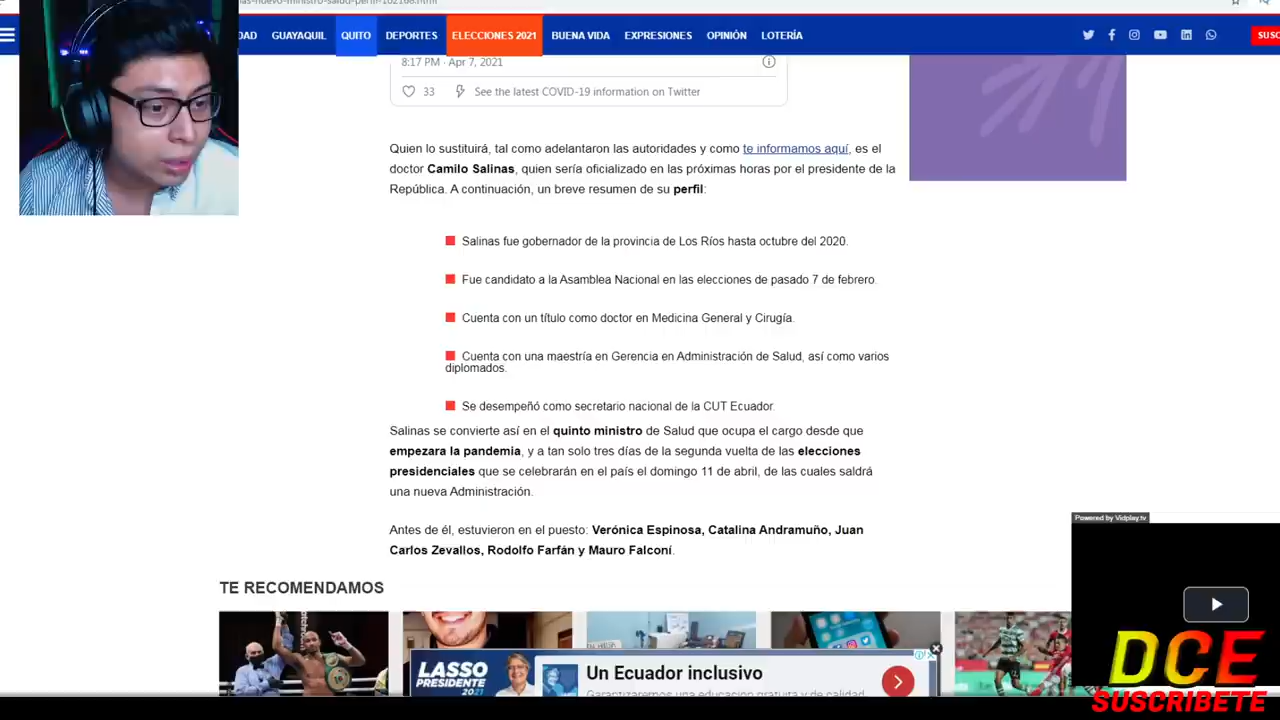 DAD GUAYAQUIL QUITO DEPORTES ELECCIONES 2021 BUENA VIDA EXPRESIONES OPINIÓN LOTERÍA SUSC
8:17 PM · Apr 7, 2021
33 See the latest COVID-19 information on Twitter
Quien lo sustituirá, tal como adelantaron las autoridades y como te informamos aquí, es el
doctor Camilo Salinas, quien sería oficializado en las próximas horas por el presidente de la
República. A continuación, un breve resumen de su perfil:
Salinas fue gobernador de la provincia de Los Ríos hasta octubre del 2020.
Fue candidato a la Asamblea Nacional en las elecciones de pasado 7 de febrero.
Cuenta con un título como doctor en Medicina General y Cirugía.
Cuenta con una maestría en Gerencia en Administración de Salud, así como varios
diplomados.
Se desempeñó como secretario nacional de la CUT Ecuador.
Salinas se convierte así en el quinto ministro de Salud que ocupa el cargo desde que
empezara la pandemia, y a tan solo tres días de la segunda vuelta de las elecciones
presidenciales que se celebrarán en el país el domingo 11 de abril, de las cuales saldrá
una nueva Administración.
Antes de él, estuvieron en el puesto: Verónica Espinosa, Catalina Andramuño, Juan
Carlos Zevallos, Rodolfo Farfán y Mauro Falconí.
Powered by Vidplay.tv
TE RECOMENDAMOS
LASSO
PRESIDENTE
2021
Un Ecuador inclusivo
Garantizaremos una educación gratuita y de calidad
DCE
SUSCRIBETE